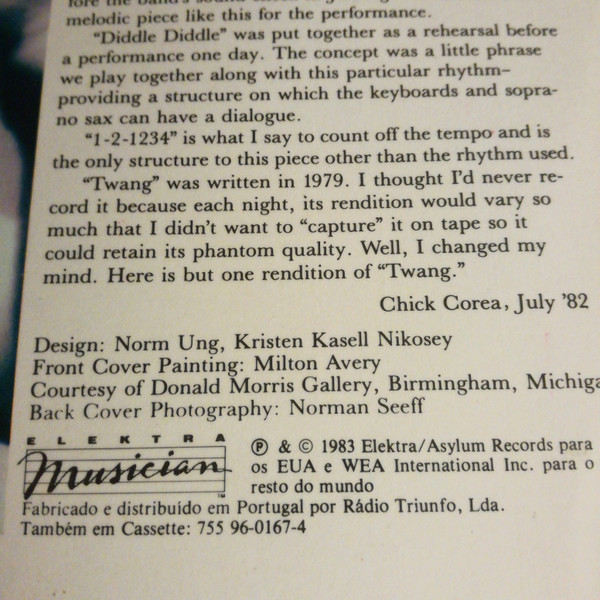 melodic piece like this for the performance.
“Diddle Diddle” was put together as a rehearsal before
a performance one day. The concept was a little phrase
we play together along with this particular rhythm–
providing a structure on which the keyboards and sopra-
no sax can have a dialogue.
“1-2-1234” is what I say to count off the tempo and is
the only structure to this piece other than the rhythm used.
“Twang” was written in 1979. I thought I’d never re-
cord it because each night, its rendition would vary so
much that I didn’t want to “capture” it on tape so it
could retain its phantom quality. Well, I changed my
mind. Here is but one rendition of “Twang.”
Chick Corea, July ’82
Design: Norm Ung, Kristen Kasell Nikosey
Front Cover Painting: Milton Avery
Courtesy of Donald Morris Gallery, Birmingham, Michiga
Back Cover Photography: Norman Seeff
ELEKTRA
Musician
TM
Ⓟ & © 1983 Elektra/Asylum Records para
os EUA e WEA International Inc. para o
resto do mundo
Fabricado e distribuído em Portugal por Rádio Triunfo, Lda.
Também em Cassette: 755 96-0167-4